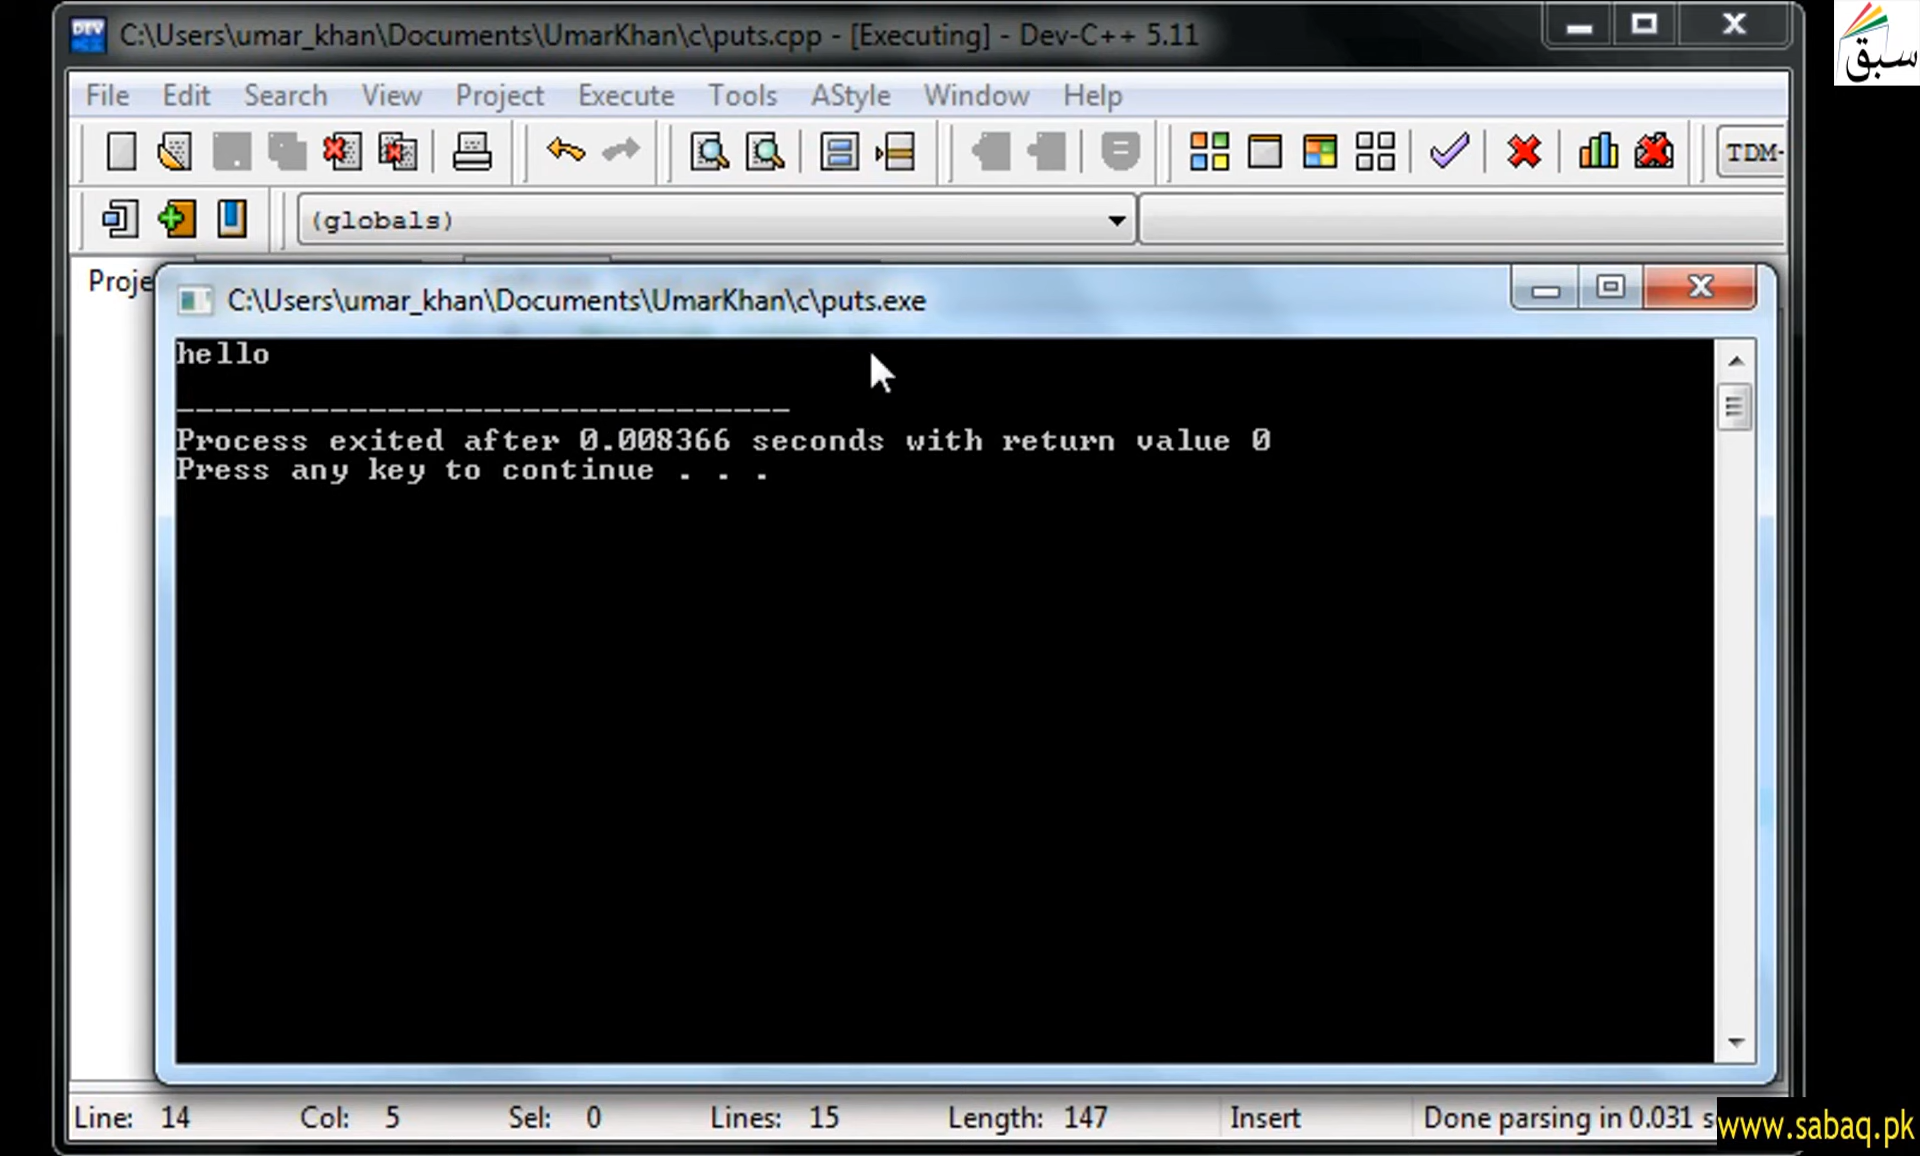 C:\Users\umar_khan\Documents\UmarKhan\c\puts.cpp - [Executing] - Dev-C++ 5.11
سبق
File Edit Search View Project Execute Tools AStyle Window Help
TDM-
(globals)
Proje
C:\Users\umar_khan\Documents\UmarKhan\c\puts.exe
hello
--------------------------------
Process exited after 0.008366 seconds with return value 0
Press any key to continue . . .
Line: 14 Col: 5 Sel: 0 Lines: 15 Length: 147 Insert Done parsing in 0.031 s
www.sabaq.pk